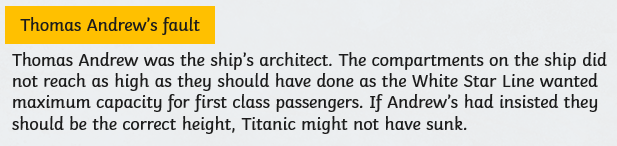 Thomas Andrew's fault
Thomas Andrew was the ship's architect. The compartments on the ship did
not reach as high as they should have done as the White Star Line wanted
maximum capacity for first class passengers. If Andrew's had insisted they
should be the correct height, Titanic might not have sunk.